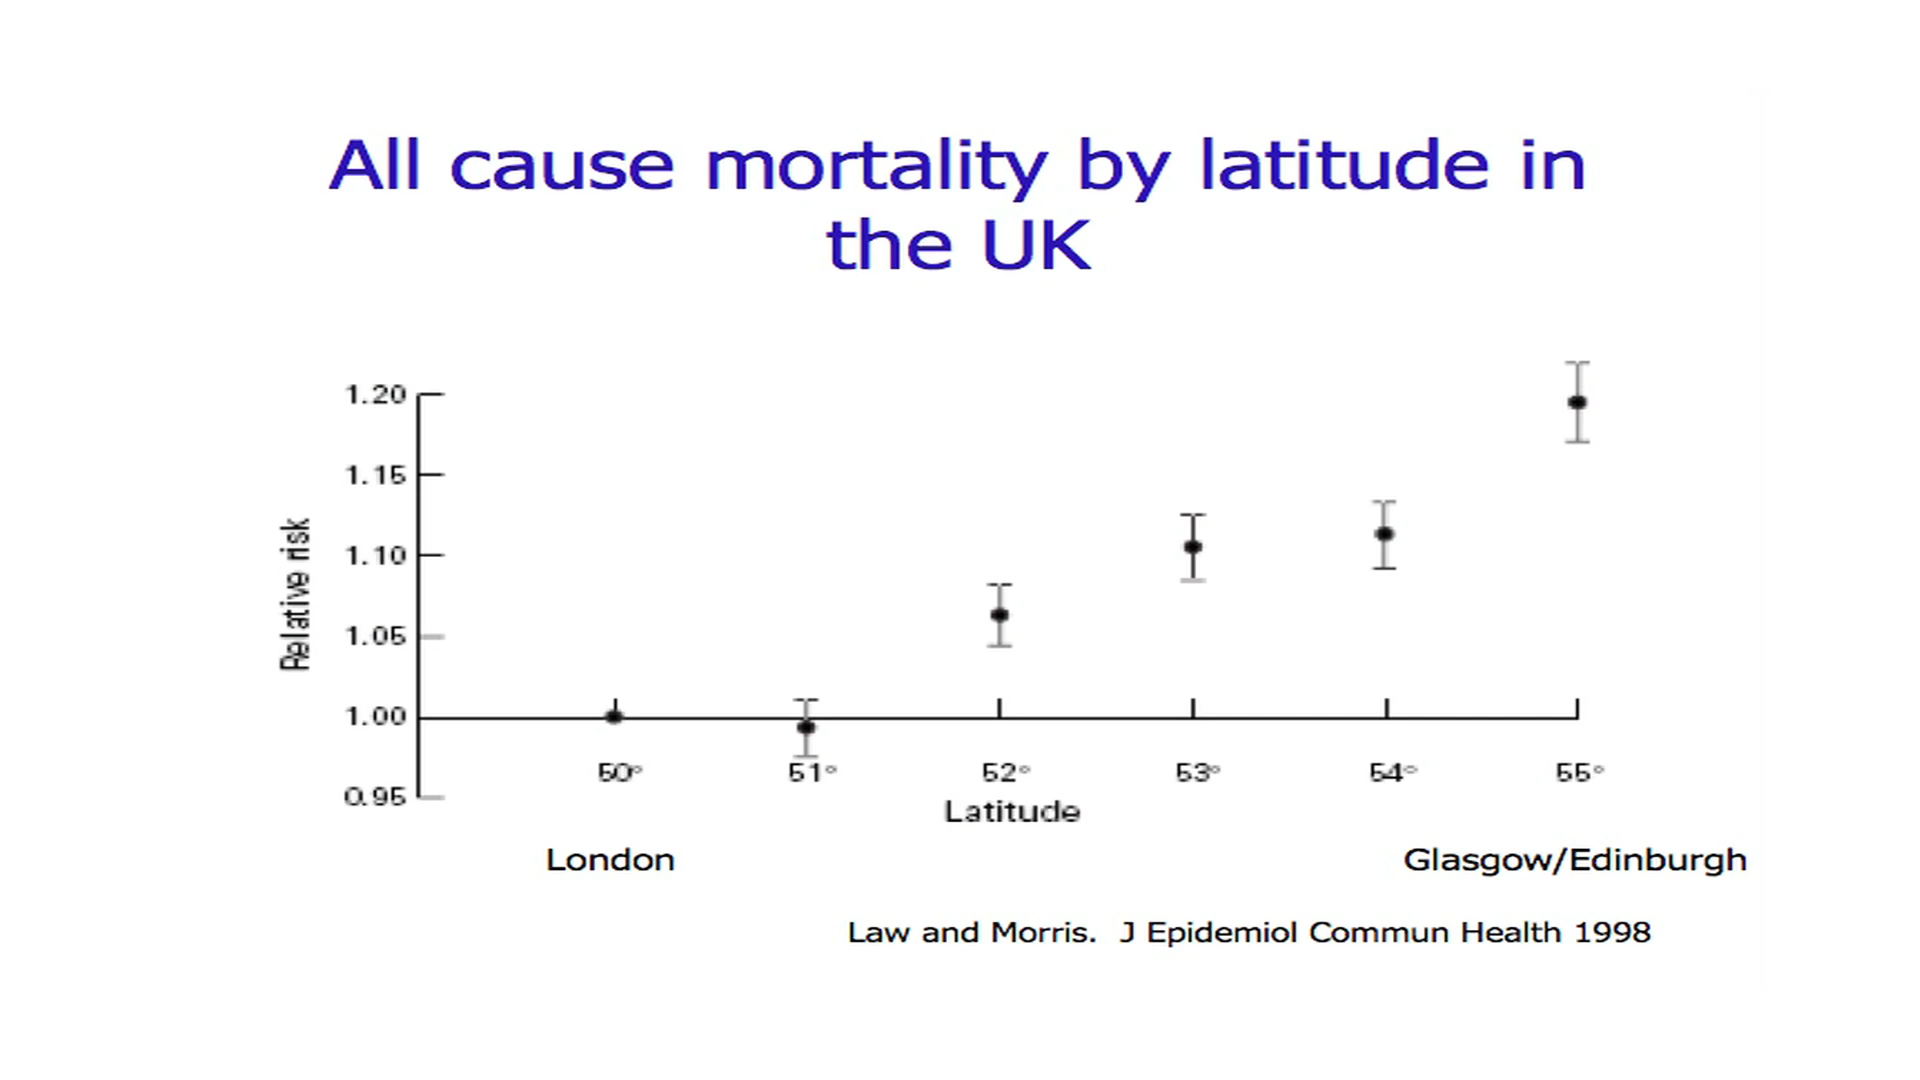 All cause mortality by latitude in
the UK
1.20
1.15
1.10
1.05
1.00
0.95
Relative risk
50° 51° 52° 53° 54° 55°
Latitude
London Glasgow/Edinburgh
Law and Morris. J Epidemiol Commun Health 1998